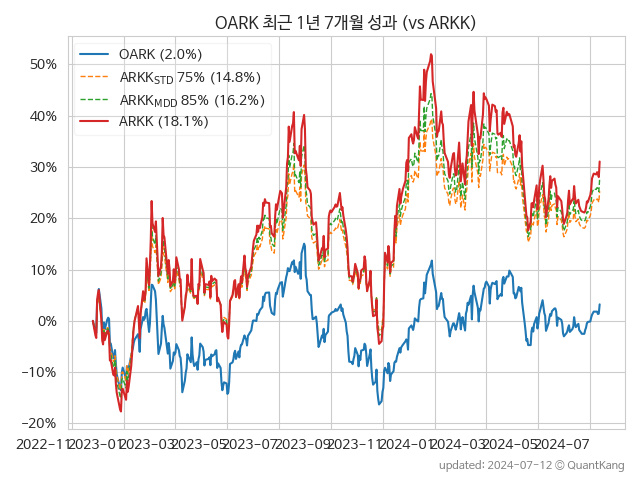 OARK 최근 1년 7개월 성과 (vs ARKK)
OARK (2.0%)
ARKK_STD 75% (14.8%)
ARKK_MDD 85% (16.2%)
ARKK (18.1%)
50%
40%
30%
20%
10%
0%
−10%
−20%
2022-11 2023-01 2023-03 2023-05 2023-07 2023-09 2023-11 2024-01 2024-03 2024-05 2024-07
updated: 2024-07-12 © QuantKang